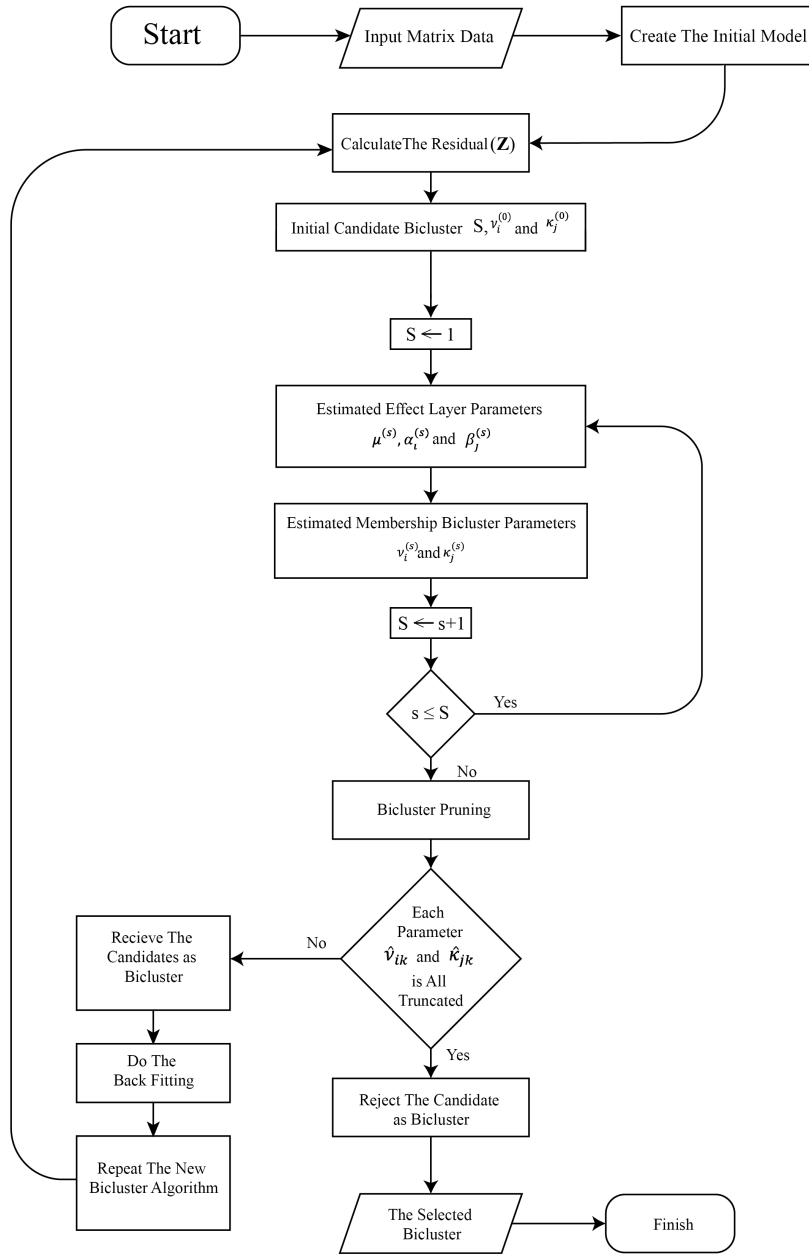 Start
Input Matrix Data
Create The Initial Model
CalculateThe Residual (Z)
Initial Candidate Bicluster S, ν_i^(0) and κ_j^(0)
S ← 1
Estimated Effect Layer Parameters
μ^(s), α_ι^(s) and β_J^(s)
Estimated Membership Bicluster Parameters
ν_i^(s) and κ_j^(s)
S ← s+1
s ≤ S
Yes
No
Bicluster Pruning
Each
Parameter
ν̂_ik and κ̂_jk
is All
Truncated
No
Recieve The
Candidates as
Bicluster
Do The
Back Fitting
Repeat The New
Bicluster Algorithm
Yes
Reject The Candidate
as Bicluster
The Selected
Bicluster
Finish